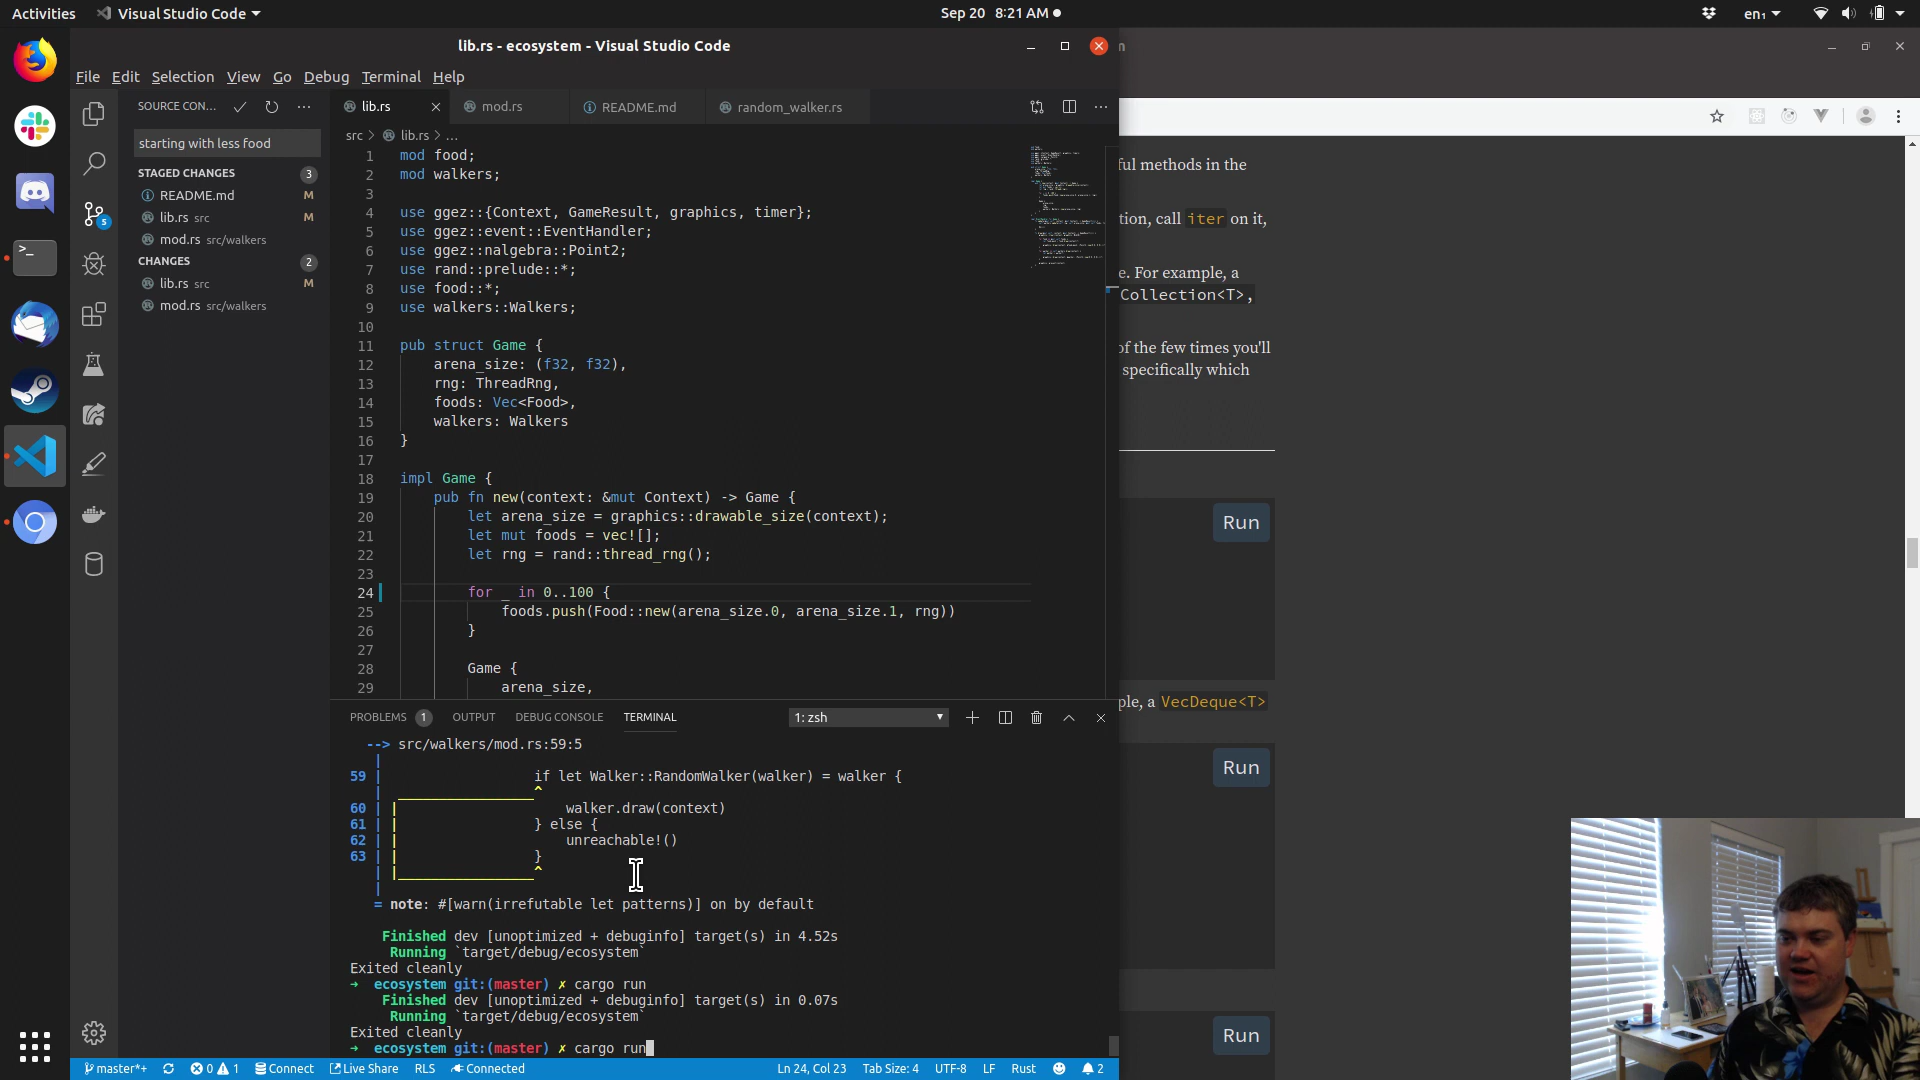 Activities
Visual Studio Code
Sep 20 8:21 AM
en₁
lib.rs - ecosystem - Visual Studio Code
File Edit Selection View Go Debug Terminal Help
SOURCE CON...
starting with less food
STAGED CHANGES 3
README.md M
lib.rs src M
mod.rs src/walkers
CHANGES 2
lib.rs src M
mod.rs src/walkers
5
lib.rs
mod.rs
README.md
random_walker.rs
src > lib.rs > ...
1 mod food;
2 mod walkers;
3
4 use ggez::{Context, GameResult, graphics, timer};
5 use ggez::event::EventHandler;
6 use ggez::nalgebra::Point2;
7 use rand::prelude::*;
8 use food::*;
9 use walkers::Walkers;
10
11 pub struct Game {
12 arena_size: (f32, f32),
13 rng: ThreadRng,
14 foods: Vec<Food>,
15 walkers: Walkers
16 }
17
18 impl Game {
19 pub fn new(context: &mut Context) -> Game {
20 let arena_size = graphics::drawable_size(context);
21 let mut foods = vec![];
22 let rng = rand::thread_rng();
23
24 for _ in 0..100 {
25 foods.push(Food::new(arena_size.0, arena_size.1, rng))
26 }
27
28 Game {
29 arena_size,
PROBLEMS 1 OUTPUT DEBUG CONSOLE TERMINAL
1: zsh
--> src/walkers/mod.rs:59:5
|
59 | if let Walker::RandomWalker(walker) = walker {
| ________________^
60 | | walker.draw(context)
61 | | } else {
62 | | unreachable!()
63 | | }
| |________________^
|
= note: #[warn(irrefutable_let_patterns)] on by default
Finished dev [unoptimized + debuginfo] target(s) in 4.52s
Running `target/debug/ecosystem`
Exited cleanly
➜ ecosystem git:(master) ✗ cargo run
Finished dev [unoptimized + debuginfo] target(s) in 0.07s
Running `target/debug/ecosystem`
Exited cleanly
➜ ecosystem git:(master) ✗ cargo run
master*+
0 1
Connect
Live Share
RLS
Connected
Ln 24, Col 23
Tab Size: 4
UTF-8
LF
Rust
2
ful methods in the
tion, call iter on it,
e. For example, a
Collection<T>,
of the few times you'll
specifically which
Run
ple, a VecDeque<T>
Run
Run